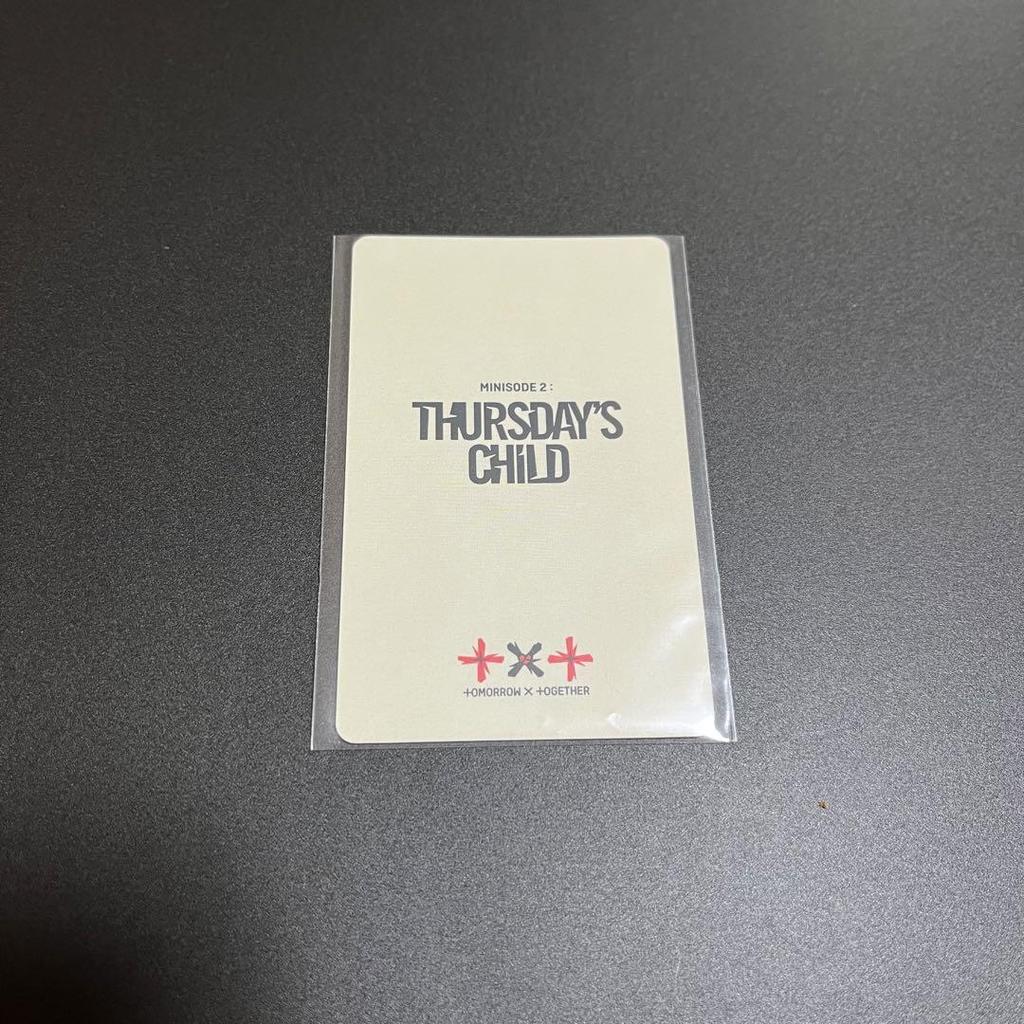 MINISODE 2 :
THURSDAY'S
CHiLD
+×+
+OMORROW × +OGETHER